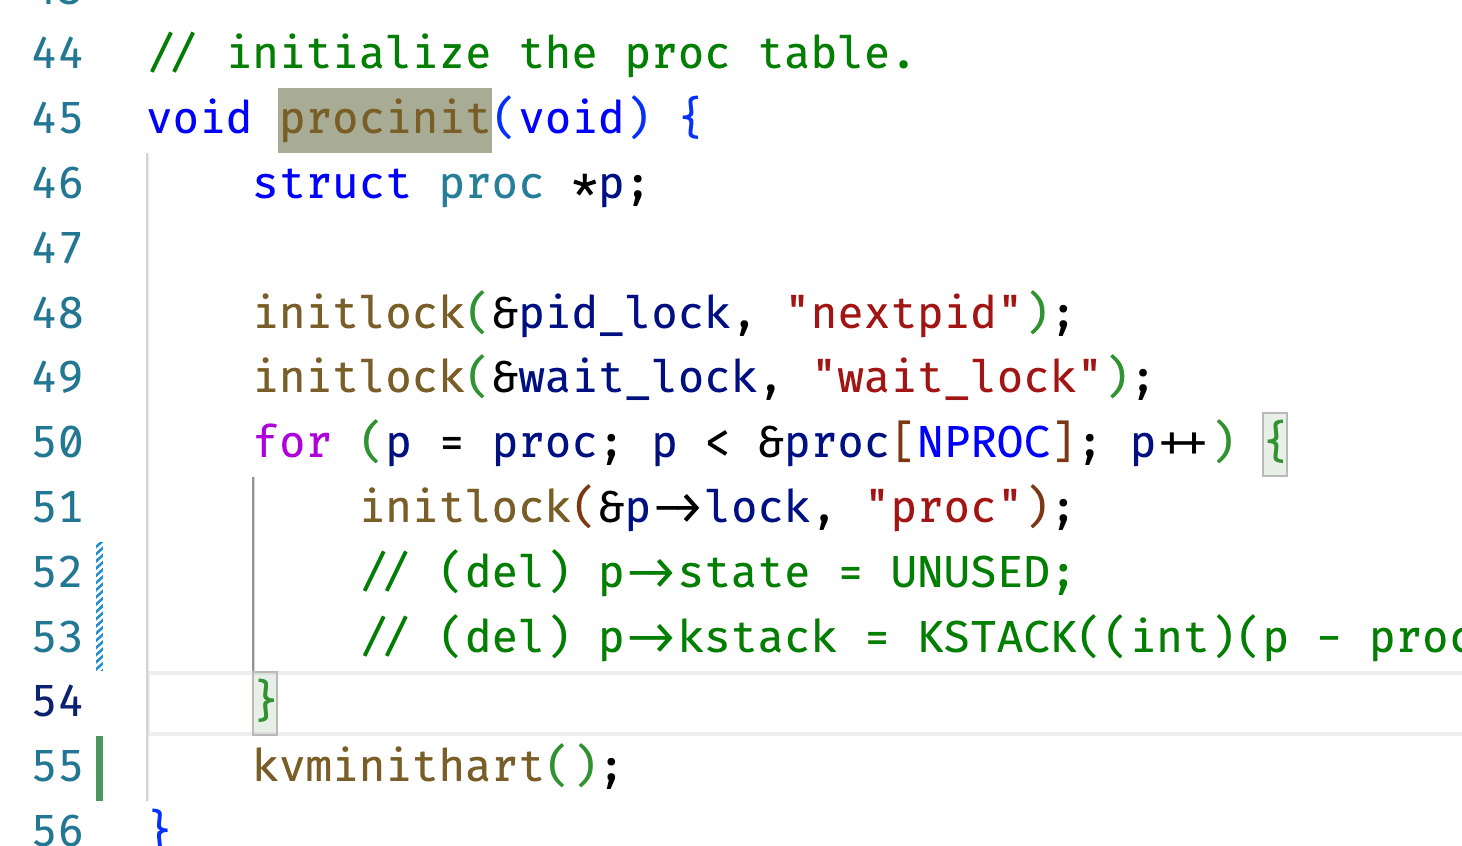 44 // initialize the proc table.
45 void procinit(void) {
46 struct proc *p;
47
48 initlock(&pid_lock, "nextpid");
49 initlock(&wait_lock, "wait_lock");
50 for (p = proc; p < &proc[NPROC]; p++) {
51 initlock(&p->lock, "proc");
52 // (del) p->state = UNUSED;
53 // (del) p->kstack = KSTACK((int)(p - proc
54 }
55 kvminithart();
56 }